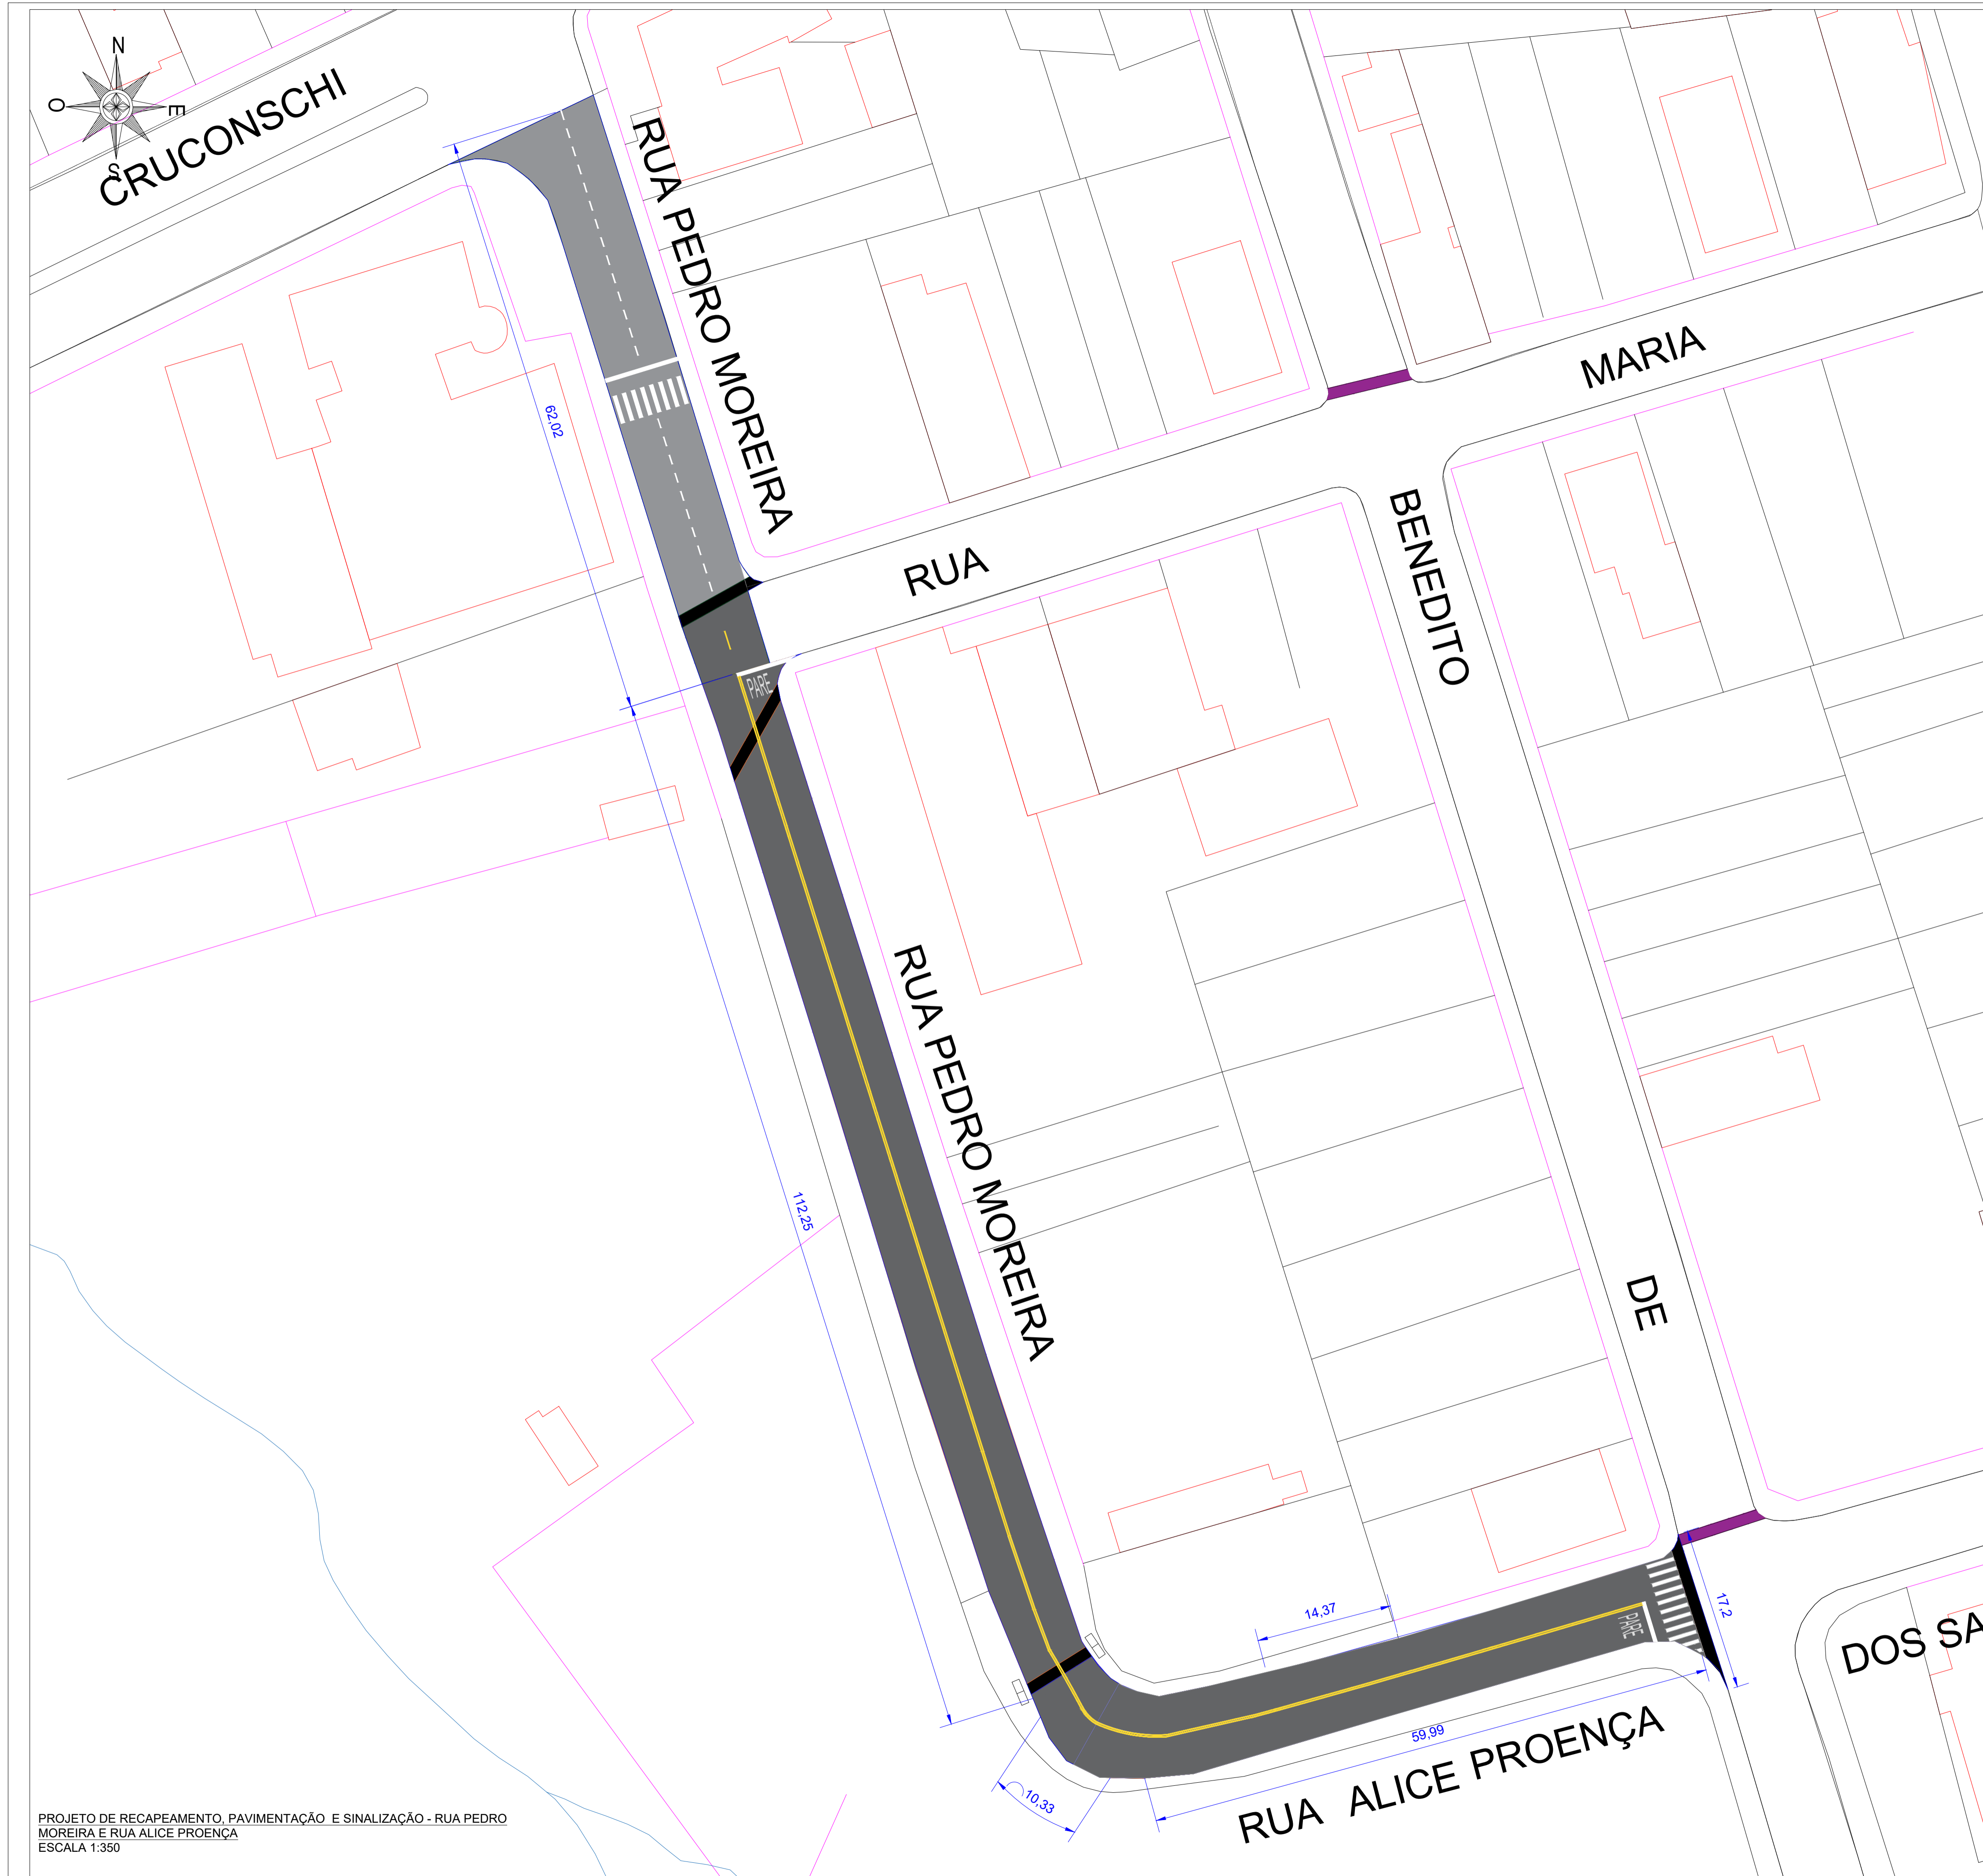 N
O
E
S
CRUCONSCHI
RUA PEDRO MOREIRA
MARIA
62,02
RUA
BENEDITO
PARE
RUA PEDRO MOREIRA
112,25
DE
14,37
PARE
17,2
DOS SA
59,99
10,33
RUA ALICE PROENÇA
PROJETO DE RECAPEAMENTO, PAVIMENTAÇÃO E SINALIZAÇÃO - RUA PEDRO
MOREIRA E RUA ALICE PROENÇA
ESCALA 1:350